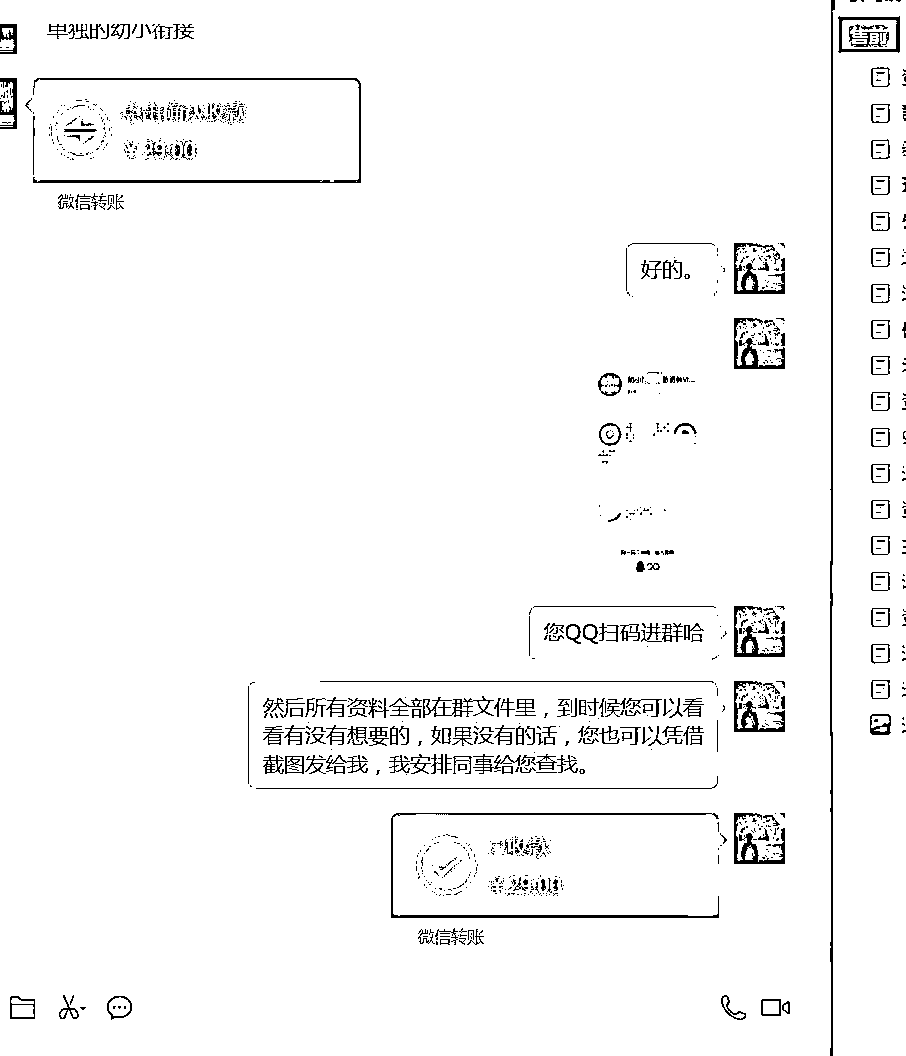 单独的幼小衔接
¥29.00
微信转账
好的。
QQ
您QQ扫码进群哈
然后所有资料全部在群文件里，到时候您可以看
看有没有想要的，如果没有的话，您也可以凭借
截图发给我，我安排同事给您查找。
已收款
¥29.00
微信转账
售前